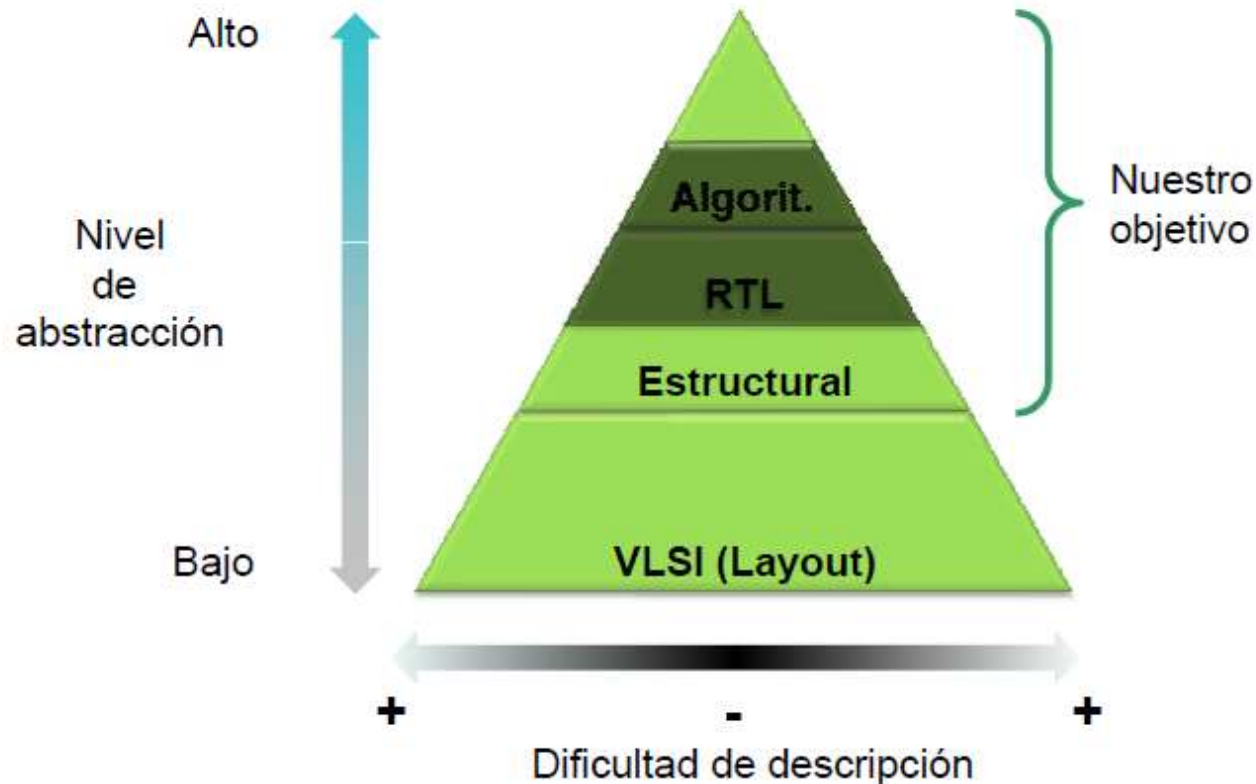 Alto
Nivel
de
abstracción
Bajo
Algorit.
RTL
Estructural
VLSI (Layout)
Nuestro
objetivo
+ - +
Dificultad de descripción